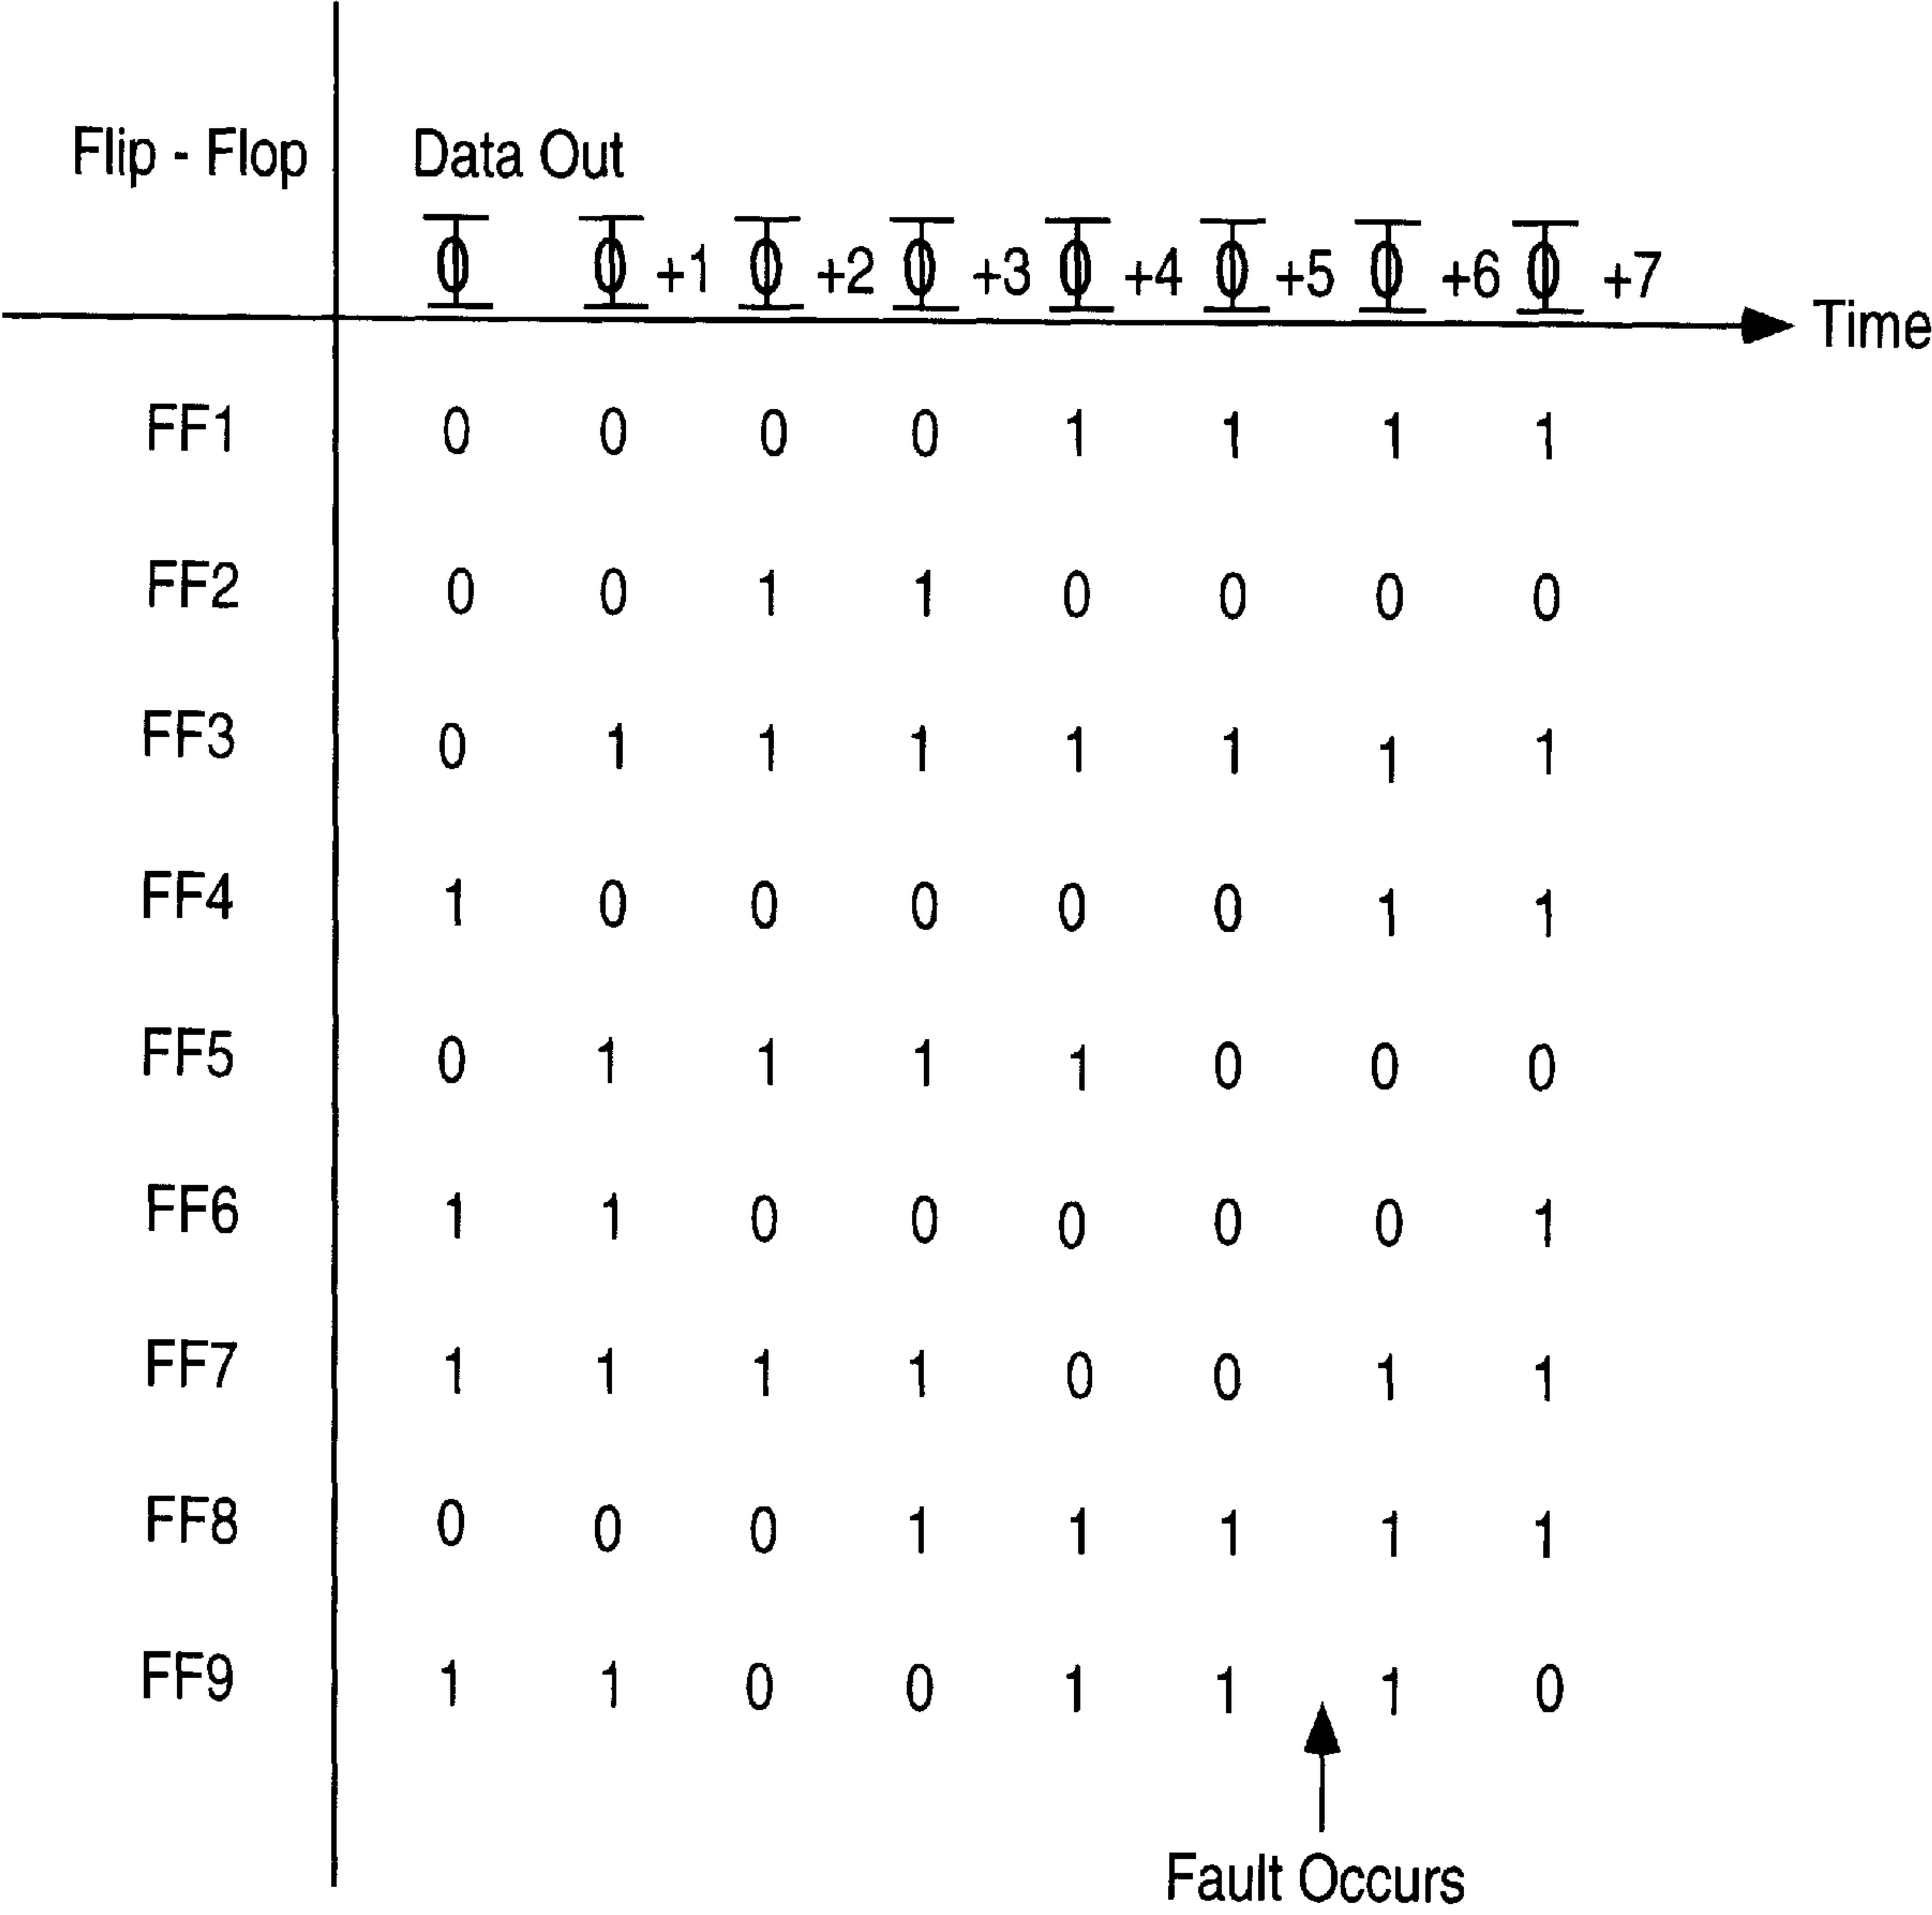 Flip - Flop Data Out
Φ Φ +1 Φ +2 Φ +3 Φ +4 Φ +5 Φ +6 Φ +7
Time
FF1 0 0 0 0 1 1 1 1
FF2 0 0 1 1 0 0 0 0
FF3 0 1 1 1 1 1 1 1
FF4 1 0 0 0 0 0 1 1
FF5 0 1 1 1 1 0 0 0
FF6 1 1 0 0 0 0 0 1
FF7 1 1 1 1 0 0 1 1
FF8 0 0 0 1 1 1 1 1
FF9 1 1 0 0 1 1 1 0
Fault Occurs